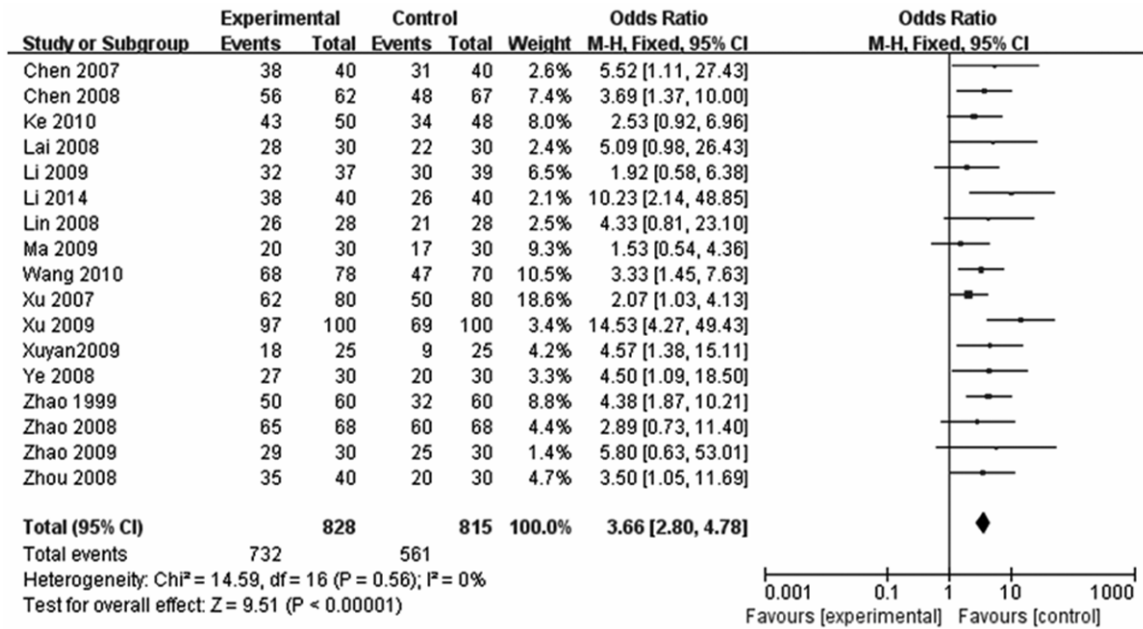 Experimental Control Odds Ratio Odds Ratio
Study or Subgroup Events Total Events Total Weight M-H, Fixed, 95% CI M-H, Fixed, 95% CI
Chen 2007 38 40 31 40 2.6% 5.52 [1.11, 27.43]
Chen 2008 56 62 48 67 7.4% 3.69 [1.37, 10.00]
Ke 2010 43 50 34 48 8.0% 2.53 [0.92, 6.96]
Lai 2008 28 30 22 30 2.4% 5.09 [0.98, 26.43]
Li 2009 32 37 30 39 6.5% 1.92 [0.58, 6.38]
Li 2014 38 40 26 40 2.1% 10.23 [2.14, 48.85]
Lin 2008 26 28 21 28 2.5% 4.33 [0.81, 23.10]
Ma 2009 20 30 17 30 9.3% 1.53 [0.54, 4.36]
Wang 2010 68 78 47 70 10.5% 3.33 [1.45, 7.63]
Xu 2007 62 80 50 80 18.6% 2.07 [1.03, 4.13]
Xu 2009 97 100 69 100 3.4% 14.53 [4.27, 49.43]
Xuyan2009 18 25 9 25 4.2% 4.57 [1.38, 15.11]
Ye 2008 27 30 20 30 3.3% 4.50 [1.09, 18.50]
Zhao 1999 50 60 32 60 8.8% 4.38 [1.87, 10.21]
Zhao 2008 65 68 60 68 4.4% 2.89 [0.73, 11.40]
Zhao 2009 29 30 25 30 1.4% 5.80 [0.63, 53.01]
Zhou 2008 35 40 20 30 4.7% 3.50 [1.05, 11.69]
Total (95% CI) 828 815 100.0% 3.66 [2.80, 4.78]
Total events 732 561
Heterogeneity: Chi² = 14.59, df = 16 (P = 0.56); I² = 0%
Test for overall effect: Z = 9.51 (P < 0.00001)
0.001 0.1 1 10 1000
Favours [experimental] Favours [control]